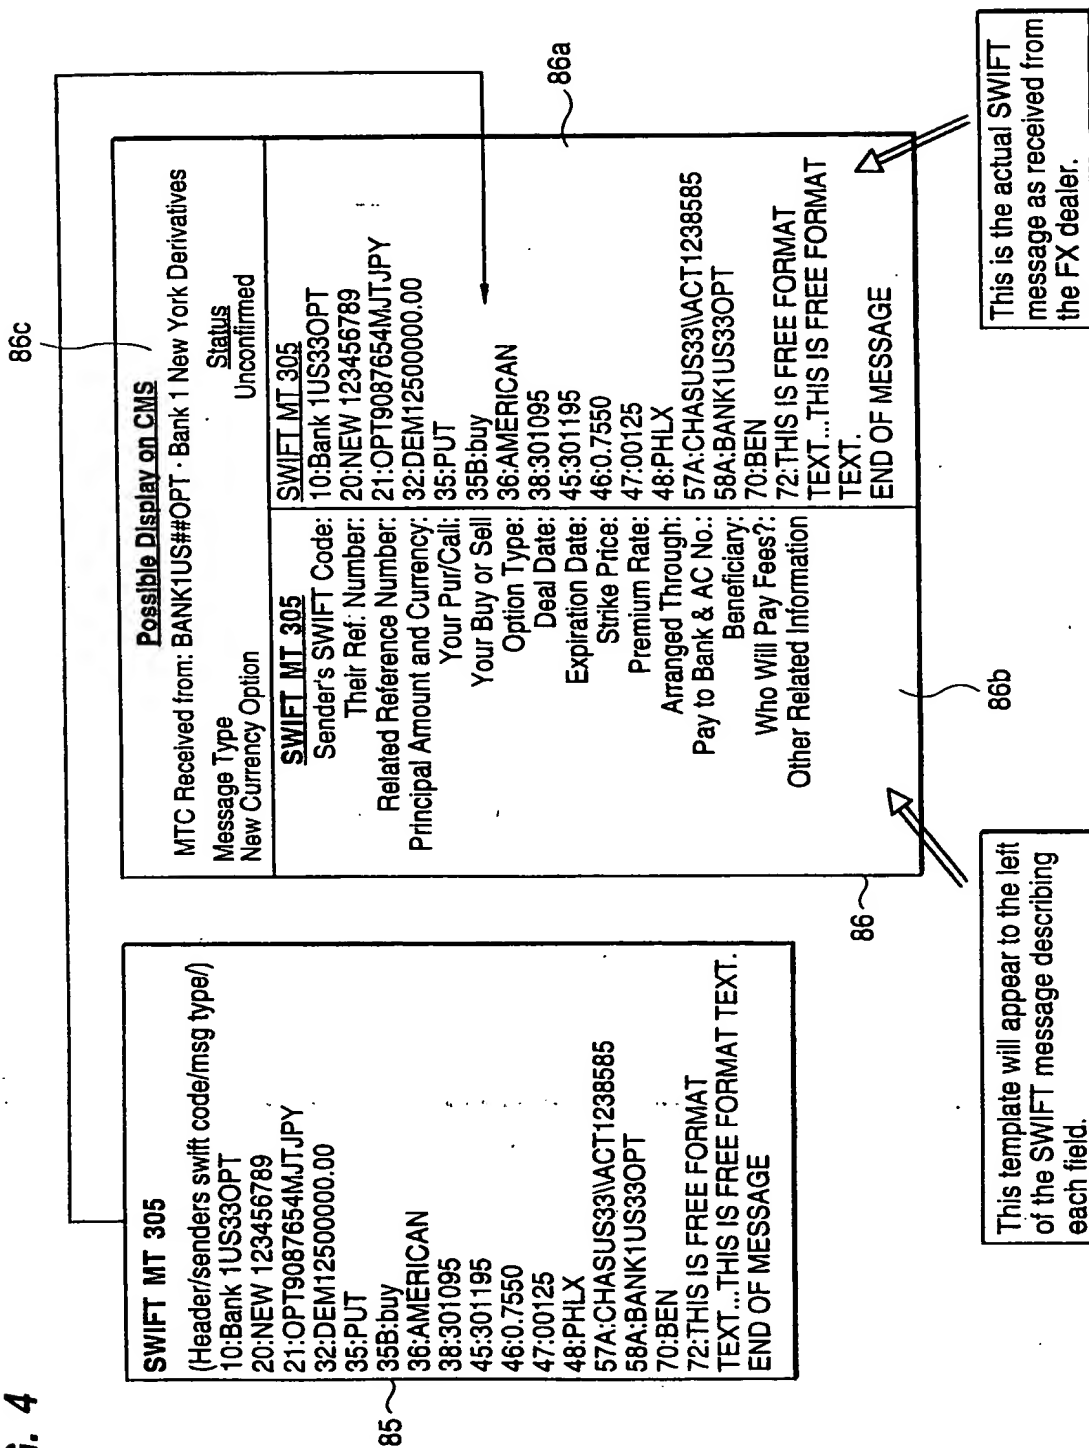 G. 4
SWIFT MT 305
(Header/senders swift code/msg type/)
10:Bank 1US33OPT
20:NEW 123456789
21:OPT9087654MJTJPY
32:DEM12500000.00
35:PUT
35B:buy
36:AMERICAN
38:301095
45:301195
46:0.7550
47:00125
48:PHLX
57A:CHASUS33\\ACT1238585
58A:BANK1US33OPT
70:BEN
72:THIS IS FREE FORMAT
TEXT...THIS IS FREE FORMAT TEXT.
END OF MESSAGE
85
86c
Possible Display on CMS
MTC Received from: BANK1US##OPT · Bank 1 New York Derivatives
Message Type
New Currency Option
Status
Unconfirmed
SWIFT MT 305
Sender's SWIFT Code:
Their Ref. Number:
Related Reference Number:
Principal Amount and Currency:
Your Pur/Call:
Your Buy or Sell
Option Type:
Deal Date:
Expiration Date:
Strike Price:
Premium Rate:
Arranged Through:
Pay to Bank & AC No.:
Beneficiary:
Who Will Pay Fees?:
Other Related Information
SWIFT MT 305
10:Bank 1US33OPT
20:NEW 123456789
21:OPT9087654MJTJPY
32:DEM12500000.00
35:PUT
35B:buy
36:AMERICAN
38:301095
45:301195
46:0.7550
47:00125
48:PHLX
57A:CHASUS33\\ACT1238585
58A:BANK1US33OPT
70:BEN
72:THIS IS FREE FORMAT
TEXT...THIS IS FREE FORMAT
TEXT.
END OF MESSAGE
86a
86
86b
This template will appear to the left
of the SWIFT message describing
each field.
This is the actual SWIFT
message as received from
the FX dealer.